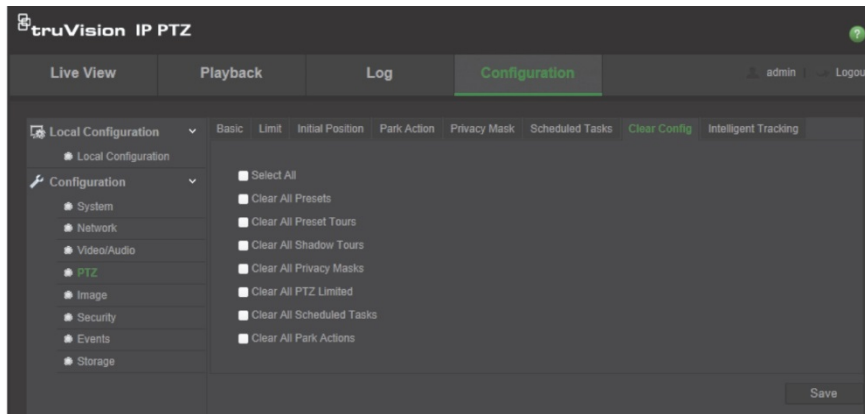 truVision IP PTZ
?
Live View Playback Log Configuration admin Logou
Local Configuration Basic Limit Initial Position Park Action Privacy Mask Scheduled Tasks Clear Config Intelligent Tracking
Local Configuration
Configuration
System
Network
Video/Audio
PTZ
Image
Security
Events
Storage
Select All
Clear All Presets
Clear All Preset Tours
Clear All Shadow Tours
Clear All Privacy Masks
Clear All PTZ Limited
Clear All Scheduled Tasks
Clear All Park Actions
Save